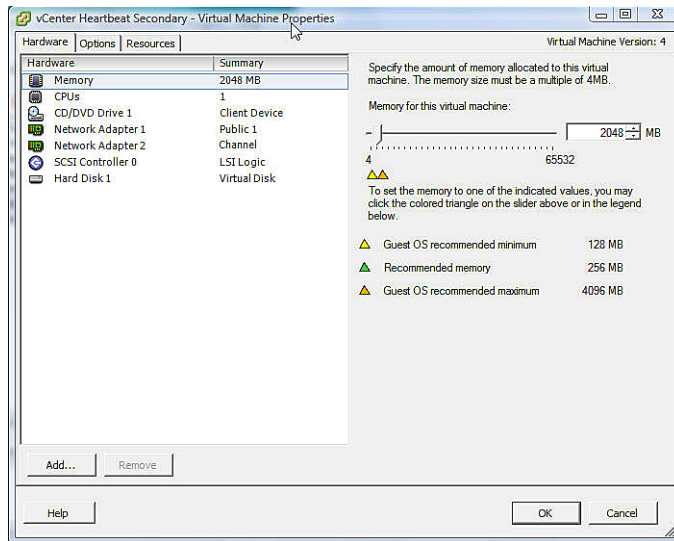 vCenter Heartbeat Secondary - Virtual Machine Properties
Hardware Options Resources
Virtual Machine Version: 4
Hardware Summary
Memory 2048 MB
CPUs 1
CD/DVD Drive 1 Client Device
Network Adapter 1 Public 1
Network Adapter 2 Channel
SCSI Controller 0 LSI Logic
Hard Disk 1 Virtual Disk
Add... Remove
Specify the amount of memory allocated to this virtual
machine. The memory size must be a multiple of 4MB.
Memory for this virtual machine:
2048 MB
4 65532
To set the memory to one of the indicated values, you may
click the colored triangle on the slider above or in the legend
below.
Guest OS recommended minimum 128 MB
Recommended memory 256 MB
Guest OS recommended maximum 4096 MB
Help OK Cancel